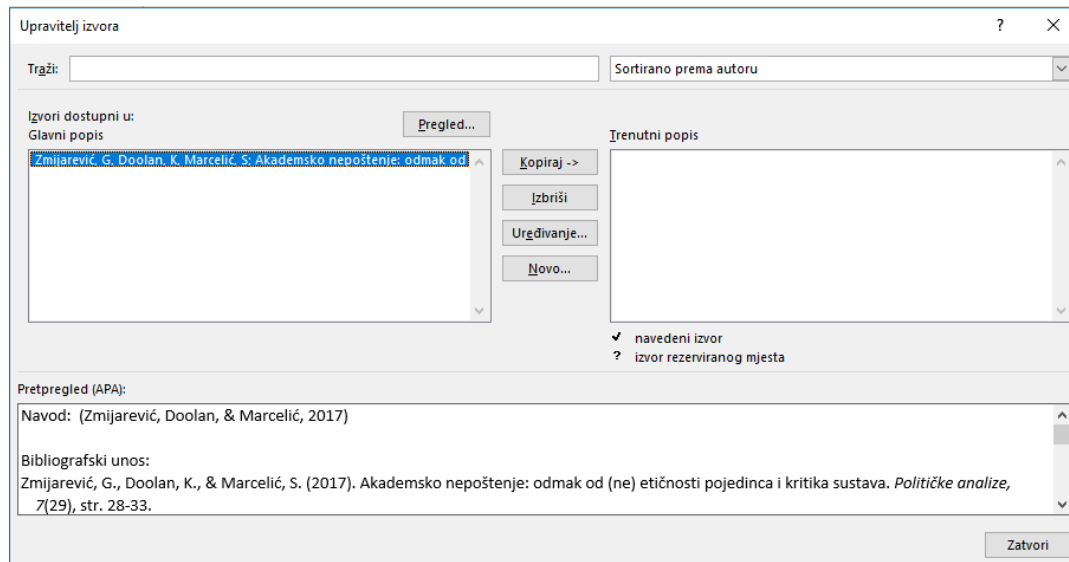 Upravitelj izvora ? ×
Traži: Sortirano prema autoru
Izvori dostupni u:
Glavni popis
Pregled...
Trenutni popis
Zmijarević, G, Doolan, K, Marcelić, S; Akademsko nepoštenje: odmak od
Kopiraj ->
Izbriši
Uređivanje...
Novo...
✓ navedeni izvor
? izvor rezerviranog mjesta
Pretpregled (APA):
Navod: (Zmijarević, Doolan, & Marcelić, 2017)
Bibliografski unos:
Zmijarević, G., Doolan, K., & Marcelić, S. (2017). Akademsko nepoštenje: odmak od (ne) etičnosti pojedinca i kritika sustava. Političke analize,
7(29), str. 28-33.
Zatvori